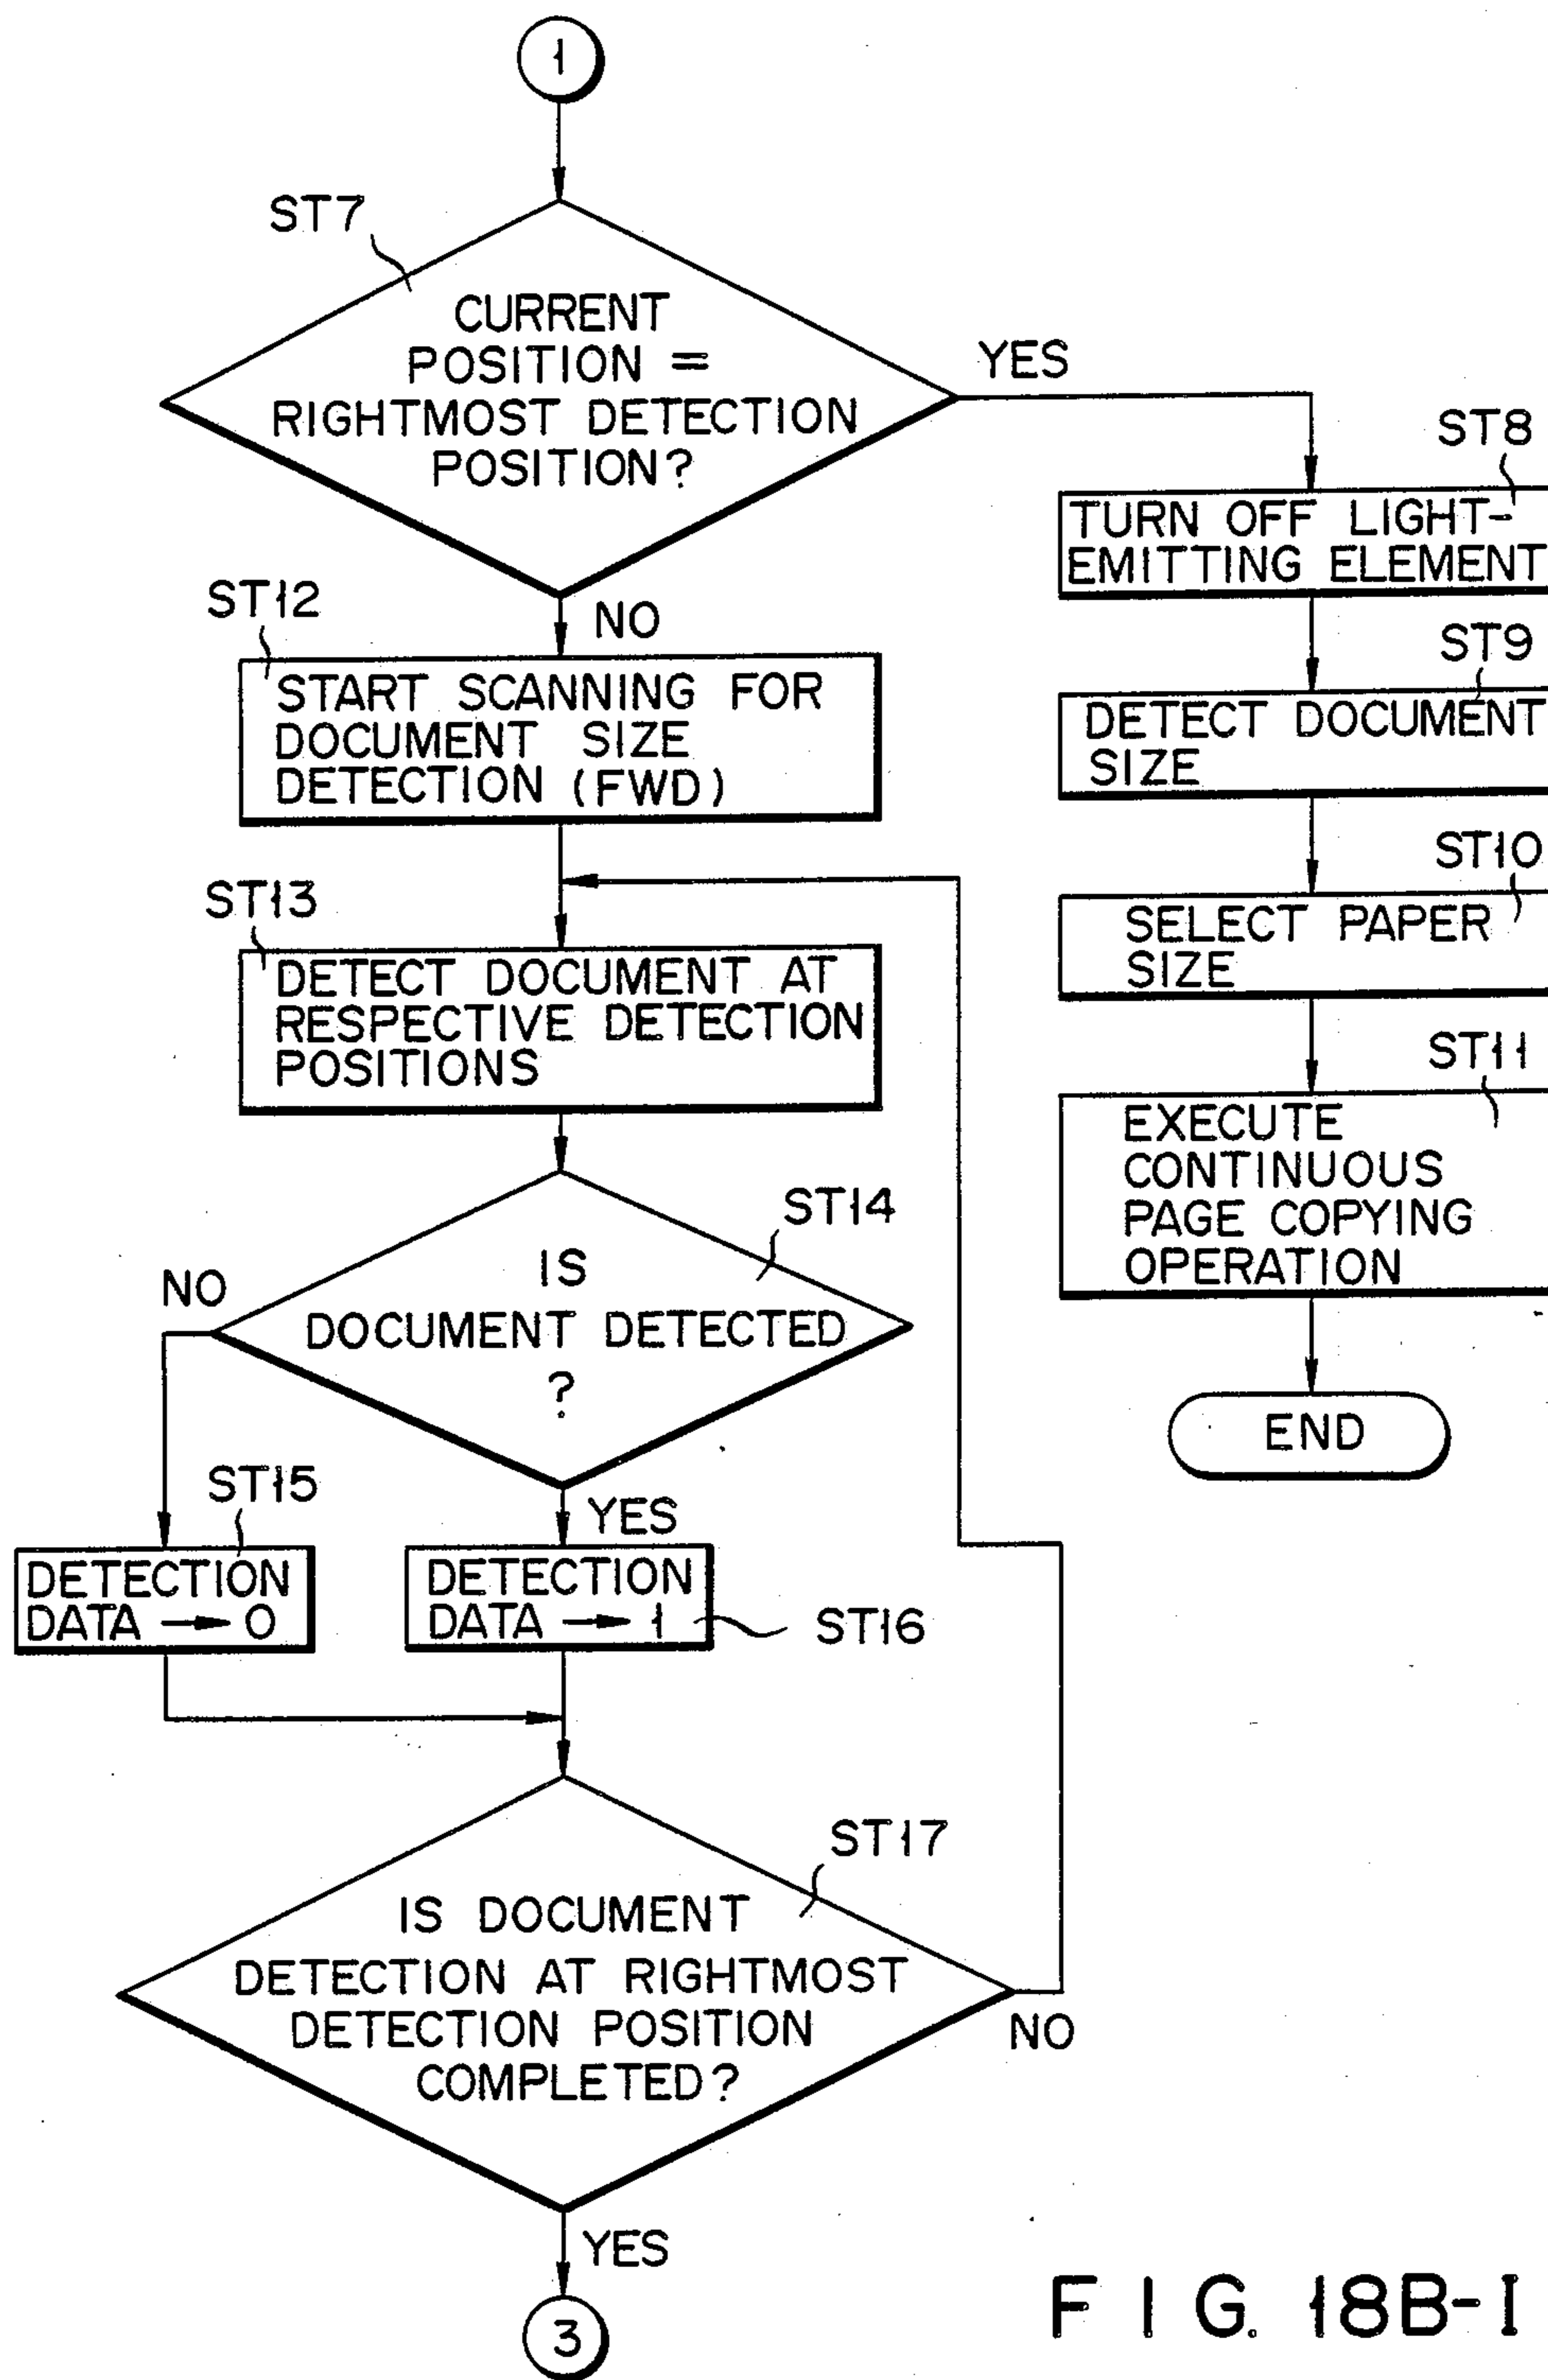 1
ST7
CURRENT
POSITION =
RIGHTMOST DETECTION
POSITION?
YES
NO
ST8
TURN OFF LIGHT-
EMITTING ELEMENT
ST9
DETECT DOCUMENT
SIZE
ST10
SELECT PAPER
SIZE
ST11
EXECUTE
CONTINUOUS
PAGE COPYING
OPERATION
END
ST12
START SCANNING FOR
DOCUMENT SIZE
DETECTION (FWD)
ST13
DETECT DOCUMENT AT
RESPECTIVE DETECTION
POSITIONS
ST14
IS
DOCUMENT DETECTED
?
NO
YES
ST15
DETECTION
DATA → 0
DETECTION
DATA → 1
ST16
ST17
IS DOCUMENT
DETECTION AT RIGHTMOST
DETECTION POSITION
COMPLETED?
NO
YES
3
FIG. 18B-1